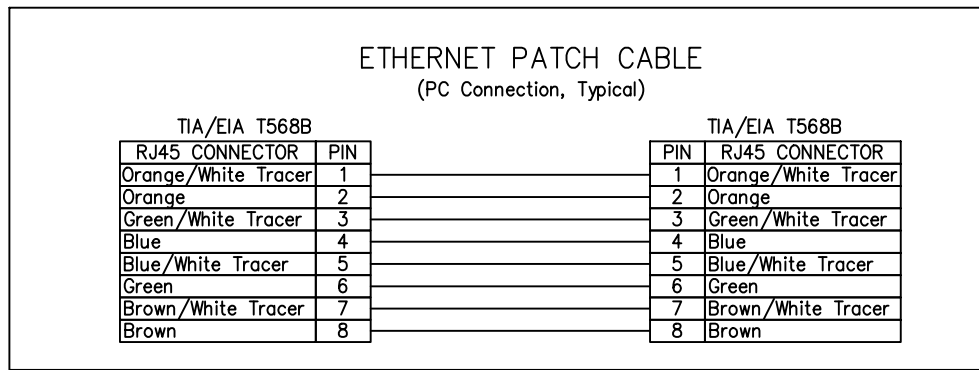 ETHERNET PATCH CABLE
(PC Connection, Typical)
TIA/EIA T568B TIA/EIA T568B
RJ45 CONNECTOR PIN PIN RJ45 CONNECTOR
Orange/White Tracer 1 1 Orange/White Tracer
Orange 2 2 Orange
Green/White Tracer 3 3 Green/White Tracer
Blue 4 4 Blue
Blue/White Tracer 5 5 Blue/White Tracer
Green 6 6 Green
Brown/White Tracer 7 7 Brown/White Tracer
Brown 8 8 Brown